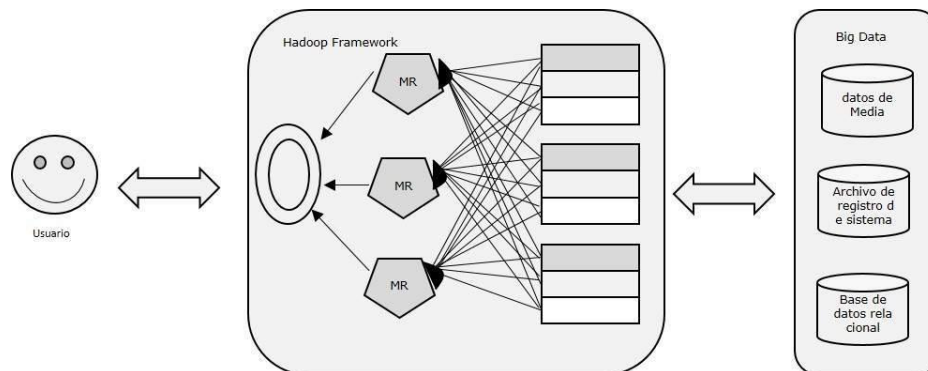 Hadoop Framework
Big Data
MR
datos de
Media
MR
Archivo de
registro d
e sistema
Usuario
MR
Base de
datos rela
cional